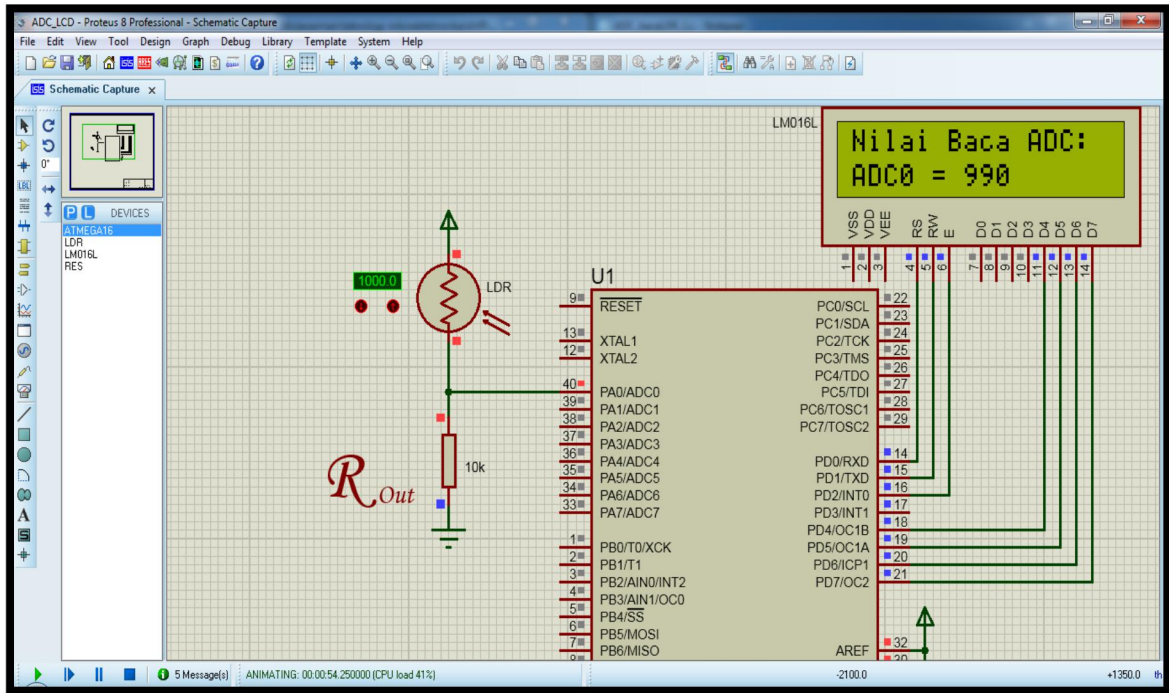 ADC_LCD - Proteus 8 Professional - Schematic Capture
File Edit View Tool Design Graph Debug Library Template System Help
Schematic Capture x
0°
LBL
P L DEVICES
ATMEGA16
LDR
LM016L
RES
LM016L
Nilai Baca ADC:
ADC0 = 990
VSS VDD VEE RS RW E D0 D1 D2 D3 D4 D5 D6 D7
1 2 3 4 5 6 7 8 9 10 11 12 13 14
1000.0
LDR
10k
R Out
U1
9 RESET
13 XTAL1
12 XTAL2
40 PA0/ADC0
39 PA1/ADC1
38 PA2/ADC2
37 PA3/ADC3
36 PA4/ADC4
35 PA5/ADC5
34 PA6/ADC6
33 PA7/ADC7
1 PB0/T0/XCK
2 PB1/T1
3 PB2/AIN0/INT2
4 PB3/AIN1/OC0
5 PB4/SS
6 PB5/MOSI
7 PB6/MISO
PC0/SCL 22
PC1/SDA 23
PC2/TCK 24
PC3/TMS 25
PC4/TDO 26
PC5/TDI 27
PC6/TOSC1 28
PC7/TOSC2 29
PD0/RXD 14
PD1/TXD 15
PD2/INT0 16
PD3/INT1 17
PD4/OC1B 18
PD5/OC1A 19
PD6/ICP1 20
PD7/OC2 21
AREF 32
30
5 Message(s) ANIMATING: 00:00:54.250000 (CPU load 41%) -2100.0 +1350.0 th